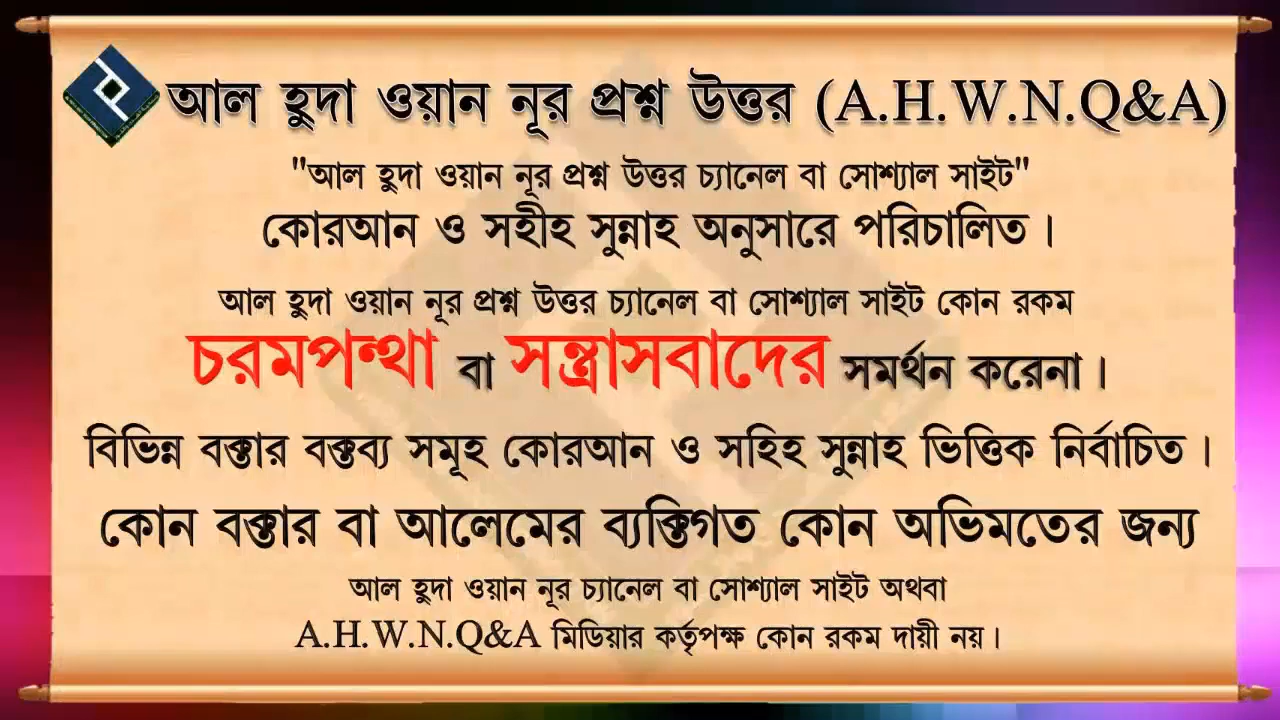 আল হুদা ওয়ান নূর প্রশ্ন উত্তর (A.H.W.N.Q&A)
"আল হুদা ওয়ান নূর প্রশ্ন উত্তর চ্যানেল বা সোশ্যাল সাইট"
কোরআন ও সহীহ সুন্নাহ অনুসারে পরিচালিত।
আল হুদা ওয়ান নূর প্রশ্ন উত্তর চ্যানেল বা সোশ্যাল সাইট কোন রকম
চরমপন্থা বা সন্ত্রাসবাদের সমর্থন করেনা।
বিভিন্ন বক্তার বক্তব্য সমূহ কোরআন ও সহিহ সুন্নাহ ভিত্তিক নির্বাচিত।
কোন বক্তার বা আলেমের ব্যক্তিগত কোন অভিমতের জন্য
আল হুদা ওয়ান নূর চ্যানেল বা সোশ্যাল সাইট অথবা
A.H.W.N.Q&A মিডিয়ার কর্তৃপক্ষ কোন রকম দায়ী নয়।